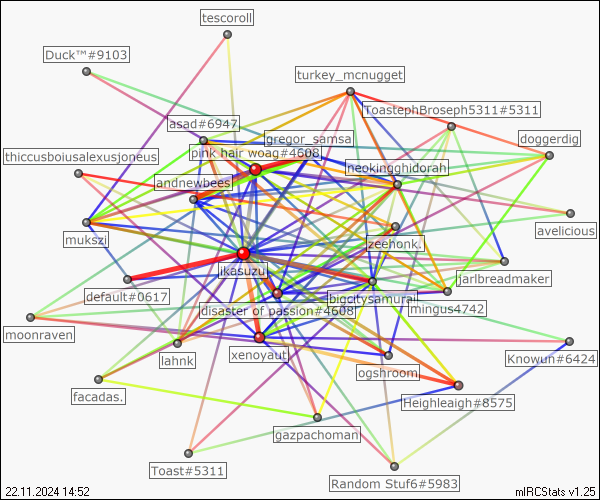 tescoroll
Duck™#9103
turkey_mcnugget
ToastephBroseph5311#5311
asad#6947
gregor_samsa
doggerdig
thiccusboiusalexusjoneus
pink hair woag#4608
neokingghidorah
andnewbees
avelicious
mukszi
zeehonk.
ikasuzu
jarlbreadmaker
default#0617
bigcitysamurai
disaster of passion#4608
mingus4742
moonraven
xenoyaut
lahnk
ogshroom
Knowun#6424
facadas.
Heighleaigh#8575
gazpachoman
Toast#5311
Random Stuf6#5983
22.11.2024 14:52
mIRCStats v1.25